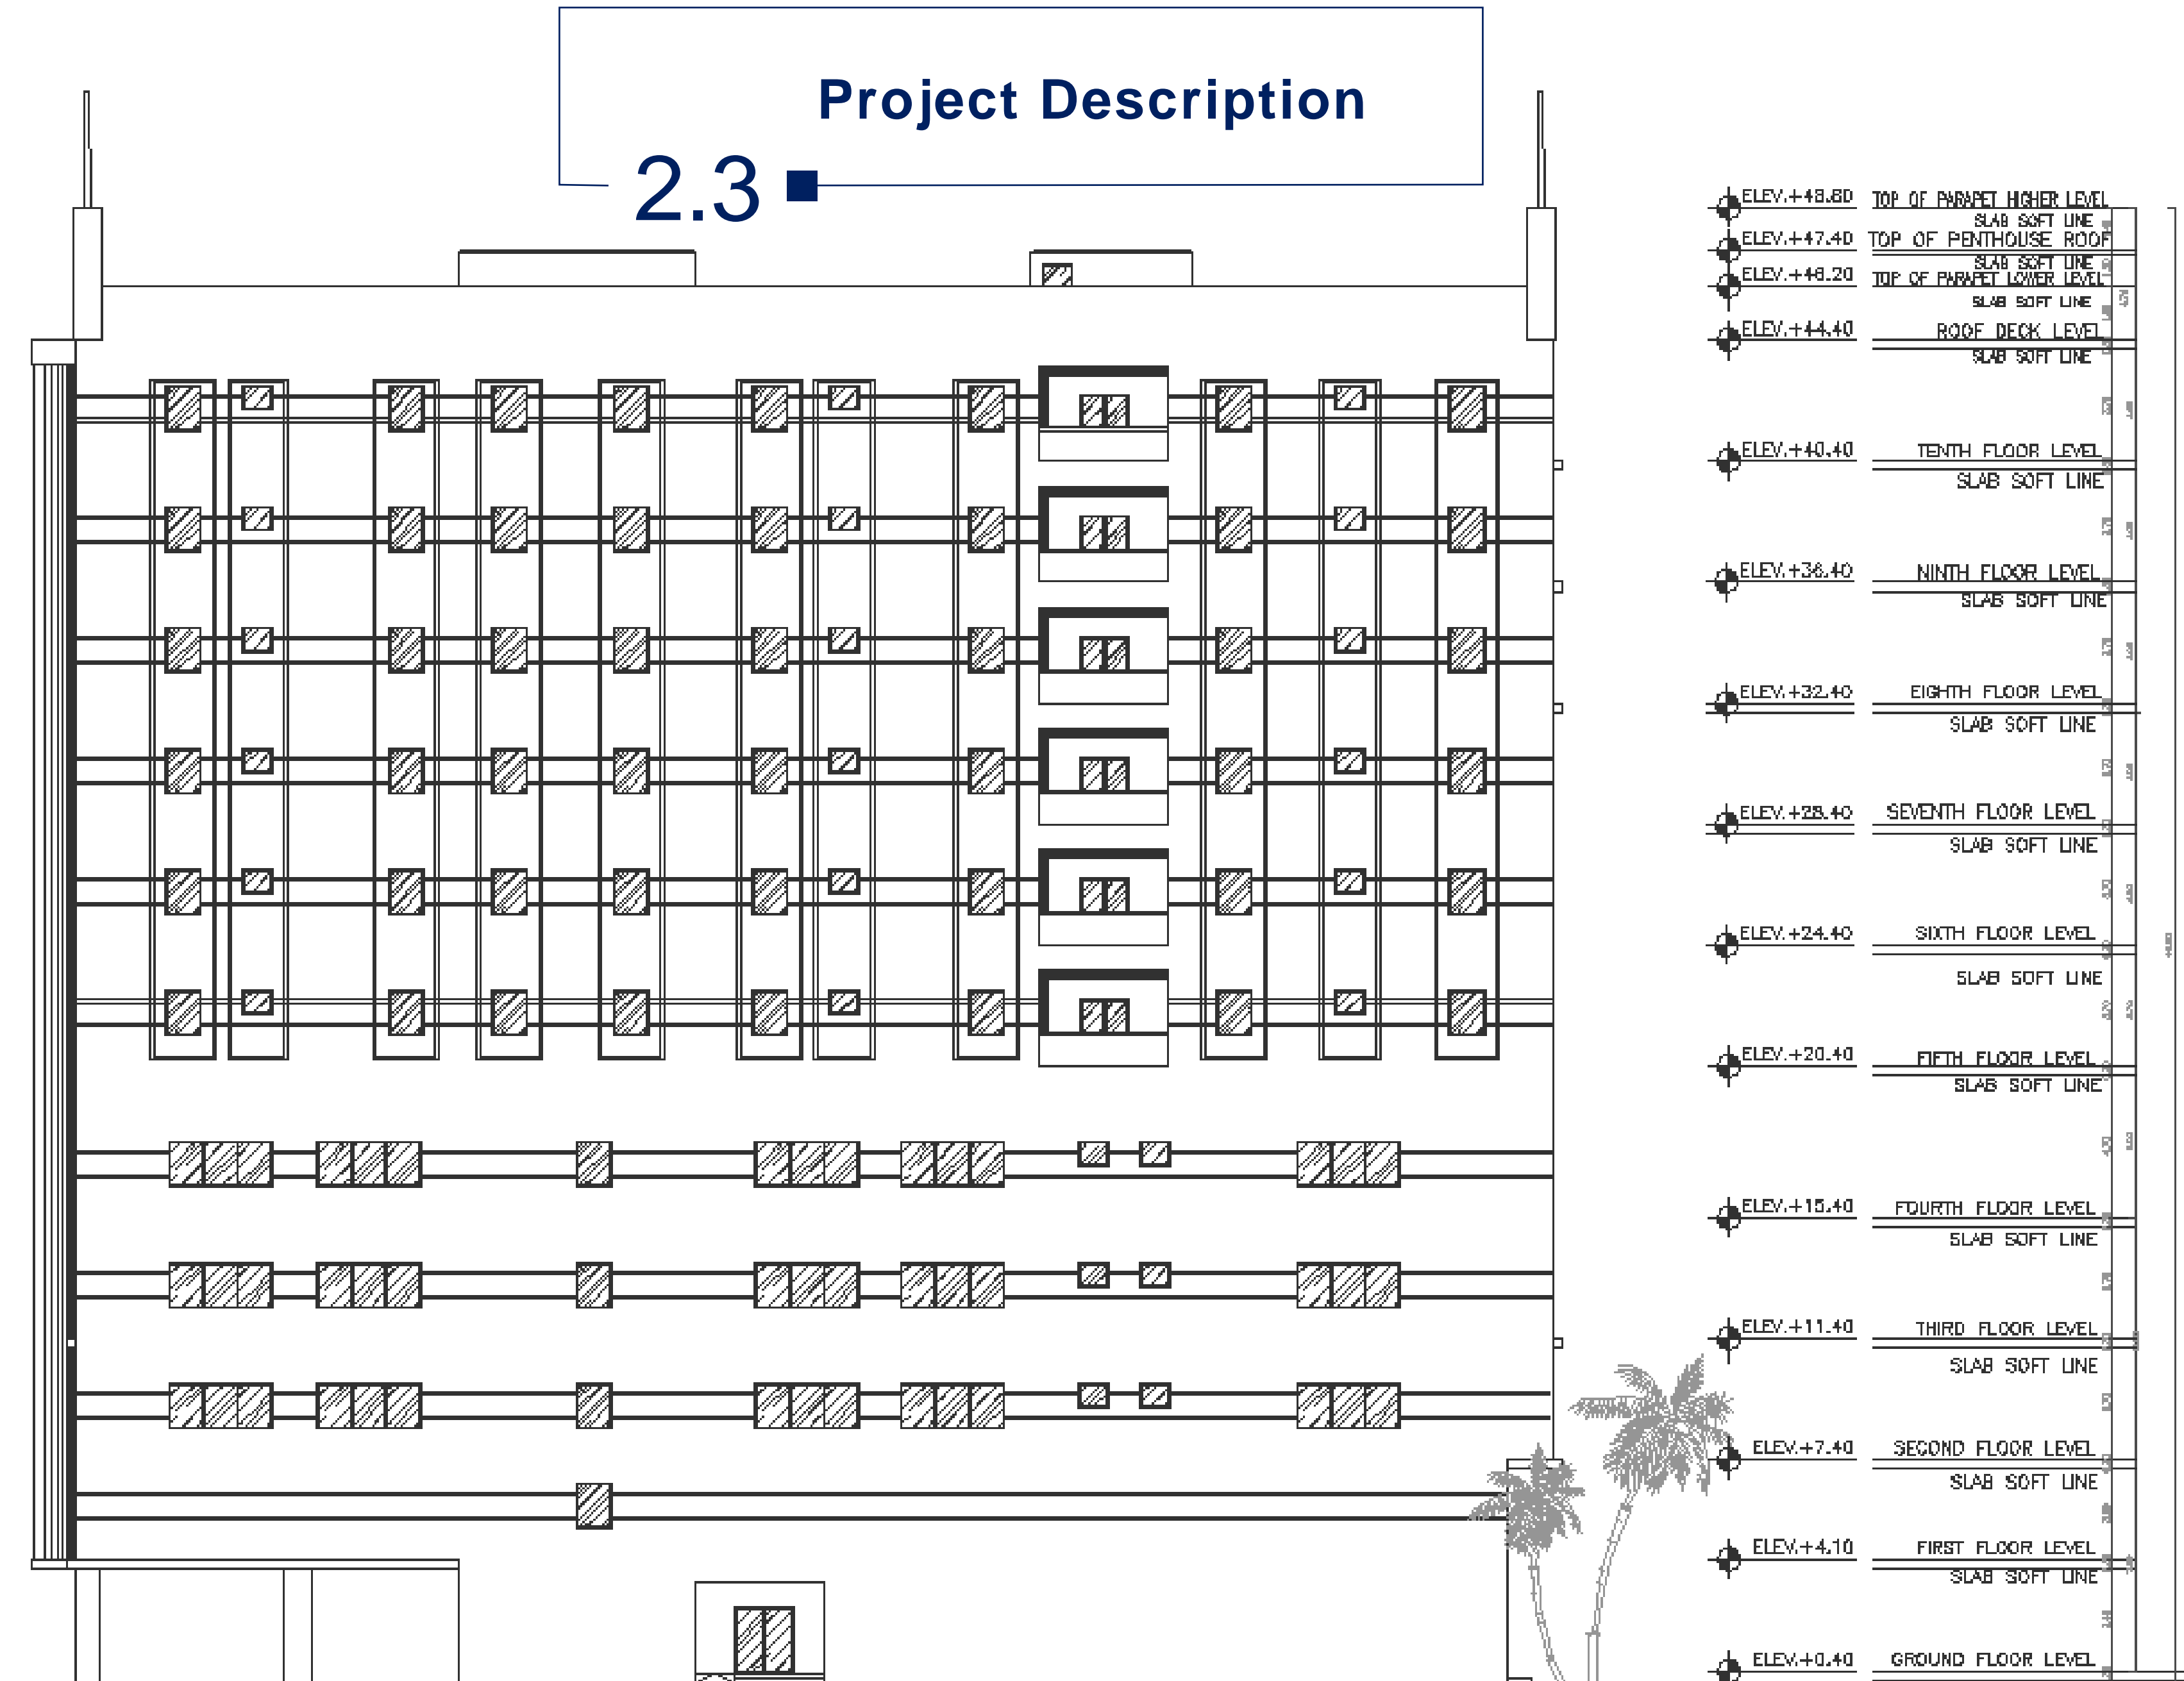 Project Description
2.3
ELEV.+48.60 TOP OF PARAPET HIGHER LEVEL
SLAB SOFT LINE
ELEV.+47.40 TOP OF PENTHOUSE ROOF
SLAB SOFT LINE
ELEV.+46.20 TOP OF PARAPET LOWER LEVEL
SLAB SOFT LINE
ELEV.+44.40 ROOF DECK LEVEL
SLAB SOFT LINE
ELEV.+40.40 TENTH FLOOR LEVEL
SLAB SOFT LINE
ELEV.+36.40 NINTH FLOOR LEVEL
SLAB SOFT LINE
ELEV.+32.40 EIGHTH FLOOR LEVEL
SLAB SOFT LINE
ELEV.+28.40 SEVENTH FLOOR LEVEL
SLAB SOFT LINE
ELEV.+24.40 SIXTH FLOOR LEVEL
SLAB SOFT LINE
ELEV.+20.40 FIFTH FLOOR LEVEL
SLAB SOFT LINE
ELEV.+15.40 FOURTH FLOOR LEVEL
SLAB SOFT LINE
ELEV.+11.40 THIRD FLOOR LEVEL
SLAB SOFT LINE
ELEV.+7.40 SECOND FLOOR LEVEL
SLAB SOFT LINE
ELEV.+4.10 FIRST FLOOR LEVEL
SLAB SOFT LINE
ELEV.+0.40 GROUND FLOOR LEVEL